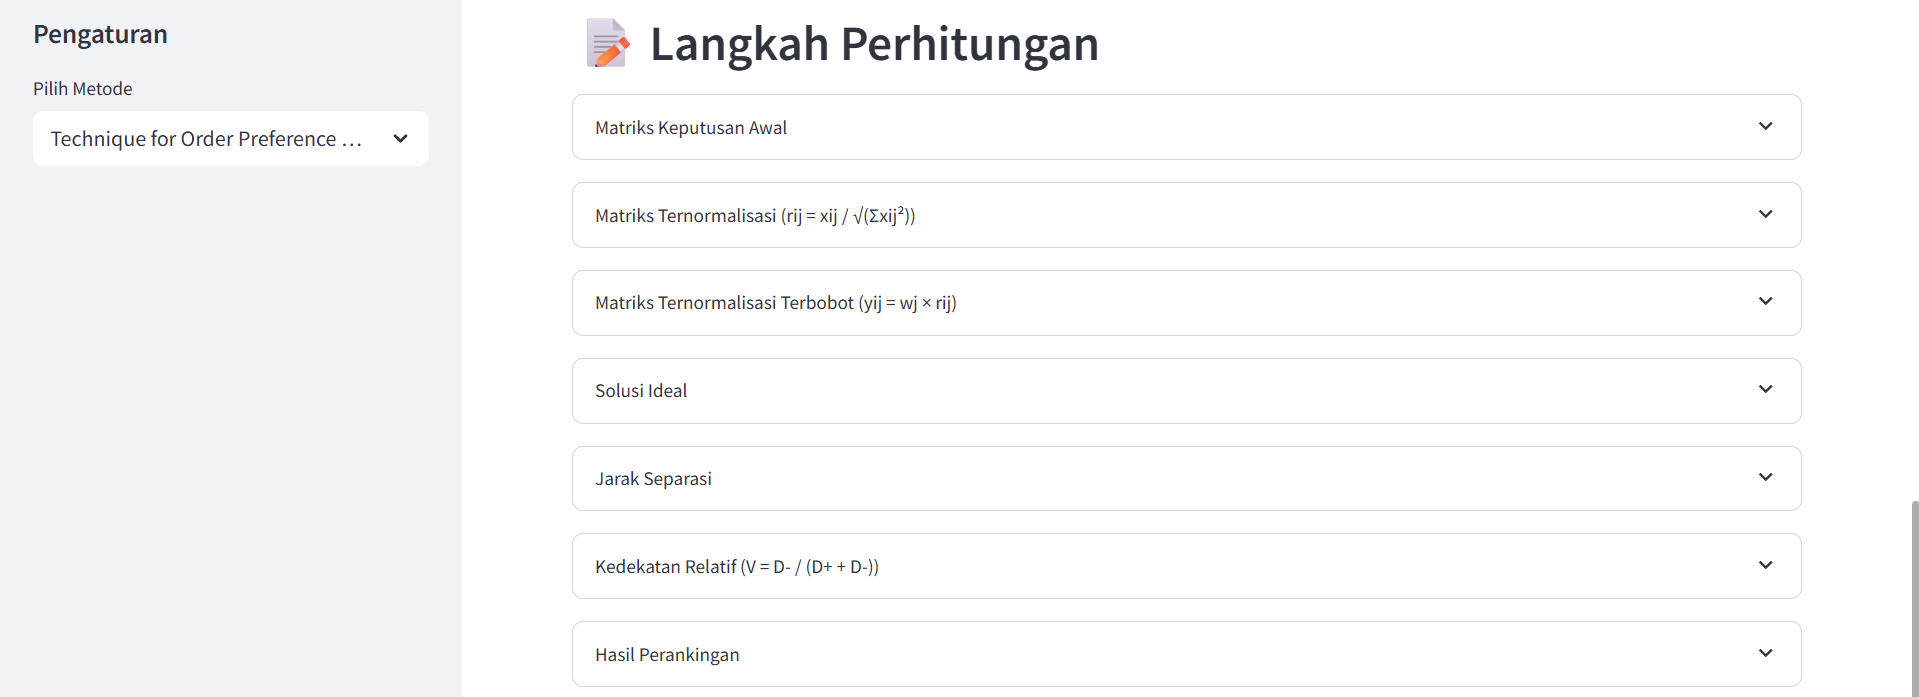 Pengaturan
Pilih Metode
Technique for Order Preference ...
Langkah Perhitungan
Matriks Keputusan Awal
Matriks Ternormalisasi (rij = xij / √(Σxij²))
Matriks Ternormalisasi Terbobot (yij = wj × rij)
Solusi Ideal
Jarak Separasi
Kedekatan Relatif (V = D- / (D+ + D-))
Hasil Perankingan